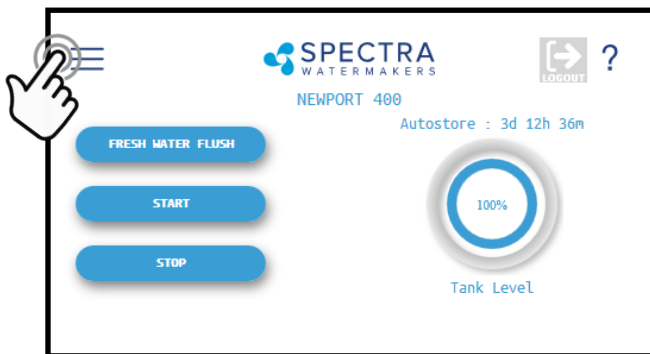 SPECTRA
WATERMAKERS
LOGOUT
?
NEWPORT 400
Autostore : 3d 12h 36m
FRESH WATER FLUSH
START
100%
STOP
Tank Level